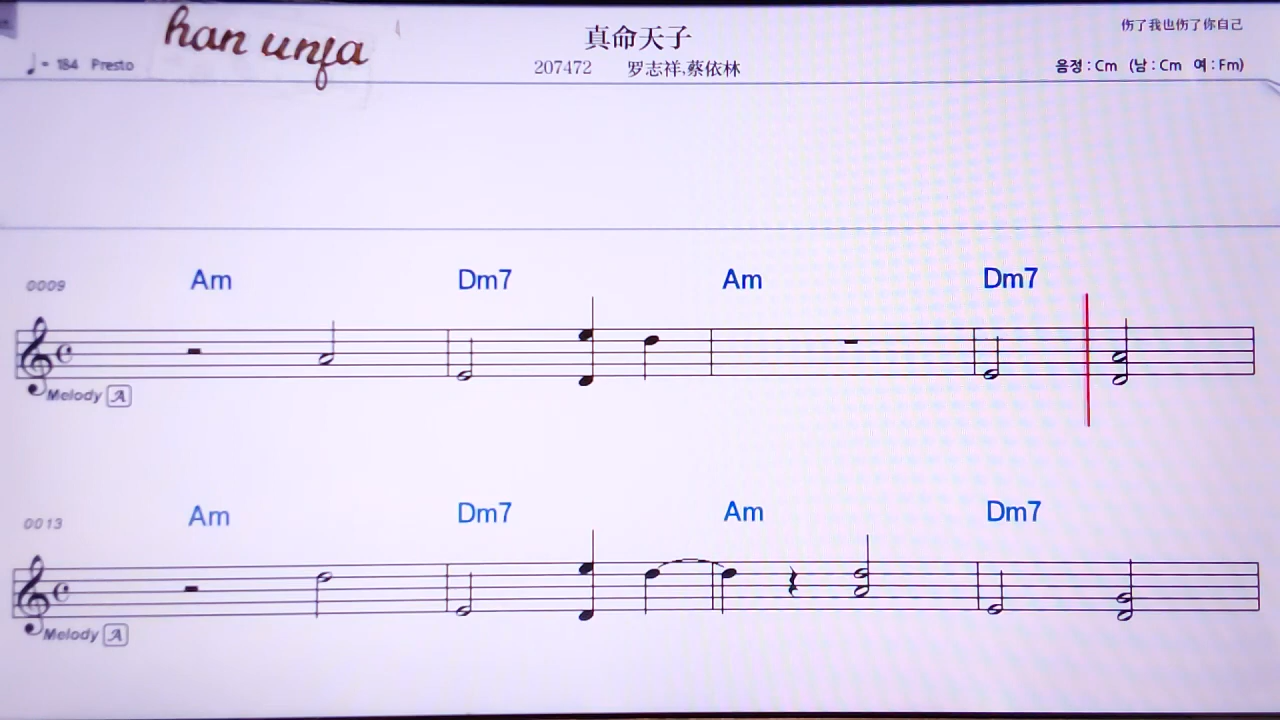 han unfa
真命天子
伤了我也伤了你自己
♩= 184 Presto
207472 罗志祥,蔡依林
음정 : Cm (남 : Cm 여 : Fm)
0009 Am Dm7 Am Dm7
Melody A
0013 Am Dm7 Am Dm7
Melody A